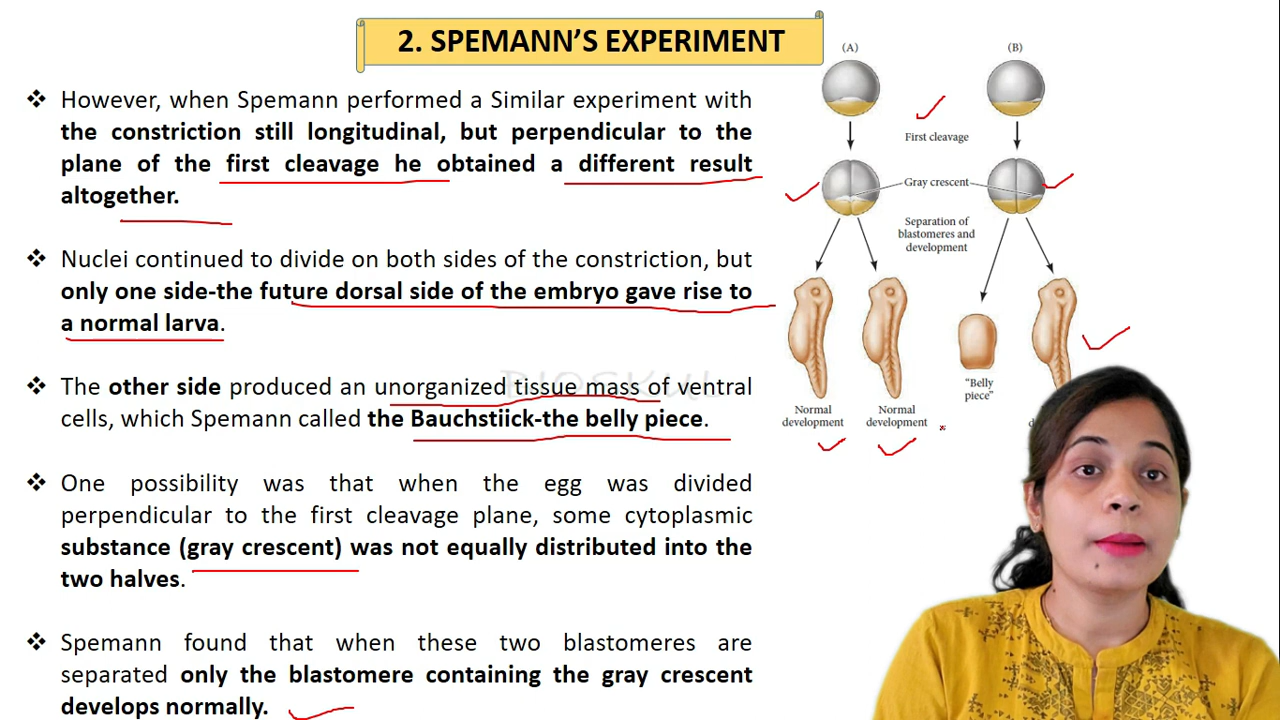 2. SPEMANN'S EXPERIMENT
❖ However, when Spemann performed a Similar experiment with
the constriction still longitudinal, but perpendicular to the
plane of the first cleavage he obtained a different result
altogether.
❖ Nuclei continued to divide on both sides of the constriction, but
only one side-the future dorsal side of the embryo gave rise to
a normal larva.
❖ The other side produced an unorganized tissue mass of ventral
cells, which Spemann called the Bauchstiick-the belly piece.
❖ One possibility was that when the egg was divided
perpendicular to the first cleavage plane, some cytoplasmic
substance (gray crescent) was not equally distributed into the
two halves.
❖ Spemann found that when these two blastomeres are
separated only the blastomere containing the gray crescent
develops normally.
BIOSKUL
(A)
(B)
First cleavage
Gray crescent
Separation of
blastomeres and
development
Normal
development
Normal
development
"Belly
piece"